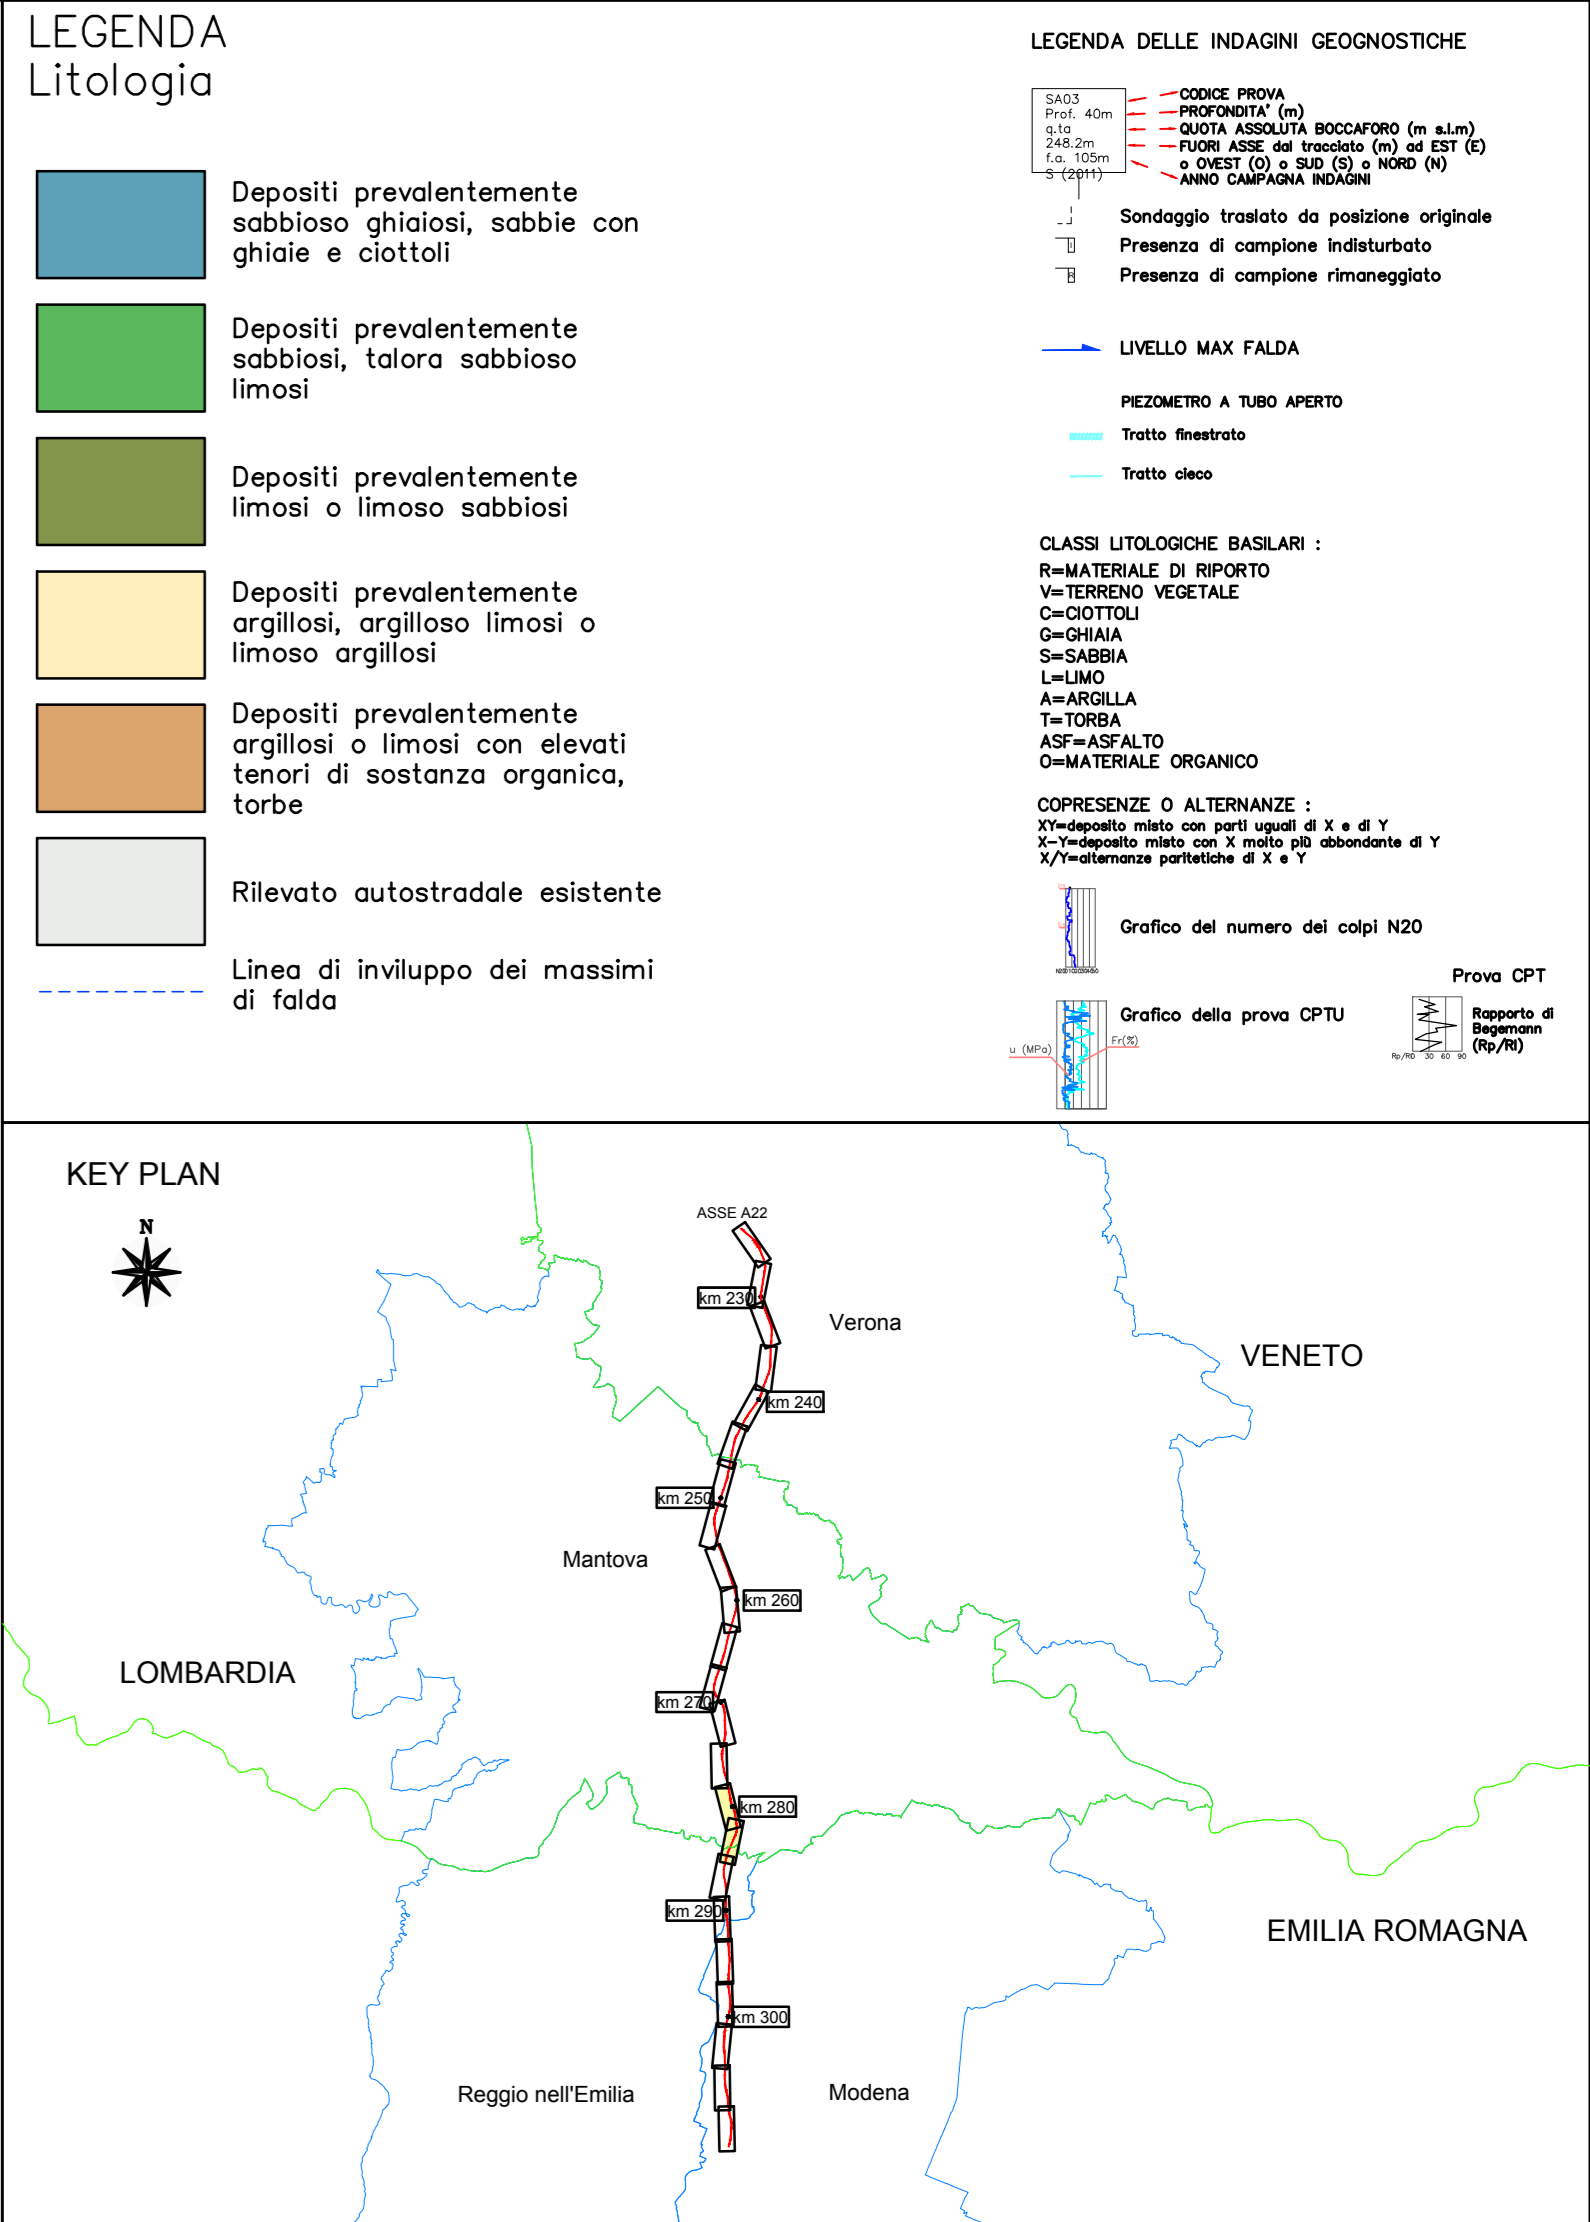 LEGENDA
Litologia
Depositi prevalentemente
sabbioso ghiaiosi, sabbie con
ghiaie e ciottoli
Depositi prevalentemente
sabbiosi, talora sabbioso
limosi
Depositi prevalentemente
limosi o limoso sabbiosi
Depositi prevalentemente
argillosi, argilloso limosi o
limoso argillosi
Depositi prevalentemente
argillosi o limosi con elevati
tenori di sostanza organica,
torbe
Rilevato autostradale esistente
Linea di inviluppo dei massimi
di falda
LEGENDA DELLE INDAGINI GEOGNOSTICHE
SA03
Prof. 40m
q.ta
248.2m
f.a. 105m
S (2011)
CODICE PROVA
PROFONDITA' (m)
QUOTA ASSOLUTA BOCCAFORO (m s.l.m)
FUORI ASSE dal tracciato (m) ad EST (E)
o OVEST (O) o SUD (S) o NORD (N)
ANNO CAMPAGNA INDAGINI
Sondaggio traslato da posizione originale
I
Presenza di campione indisturbato
R
Presenza di campione rimaneggiato
LIVELLO MAX FALDA
PIEZOMETRO A TUBO APERTO
Tratto finestrato
Tratto cieco
CLASSI LITOLOGICHE BASILARI :
R=MATERIALE DI RIPORTO
V=TERRENO VEGETALE
C=CIOTTOLI
G=GHIAIA
S=SABBIA
L=LIMO
A=ARGILLA
T=TORBA
ASF=ASFALTO
O=MATERIALE ORGANICO
COPRESENZE O ALTERNANZE :
XY=deposito misto con parti uguali di X e di Y
X-Y=deposito misto con X molto più abbondante di Y
X/Y=alternanze paritetiche di X e Y
Grafico del numero dei colpi N20
Grafico della prova CPTU
u (MPa)
Fr(%)
Prova CPT
Rapporto di
Begemann
(Rp/Rl)
Rp/Rl0 30 60 90
KEY PLAN
N
ASSE A22
km 230
Verona
VENETO
km 240
km 250
Mantova
km 260
LOMBARDIA
km 270
km 280
km 290
EMILIA ROMAGNA
km 300
Reggio nell'Emilia
Modena